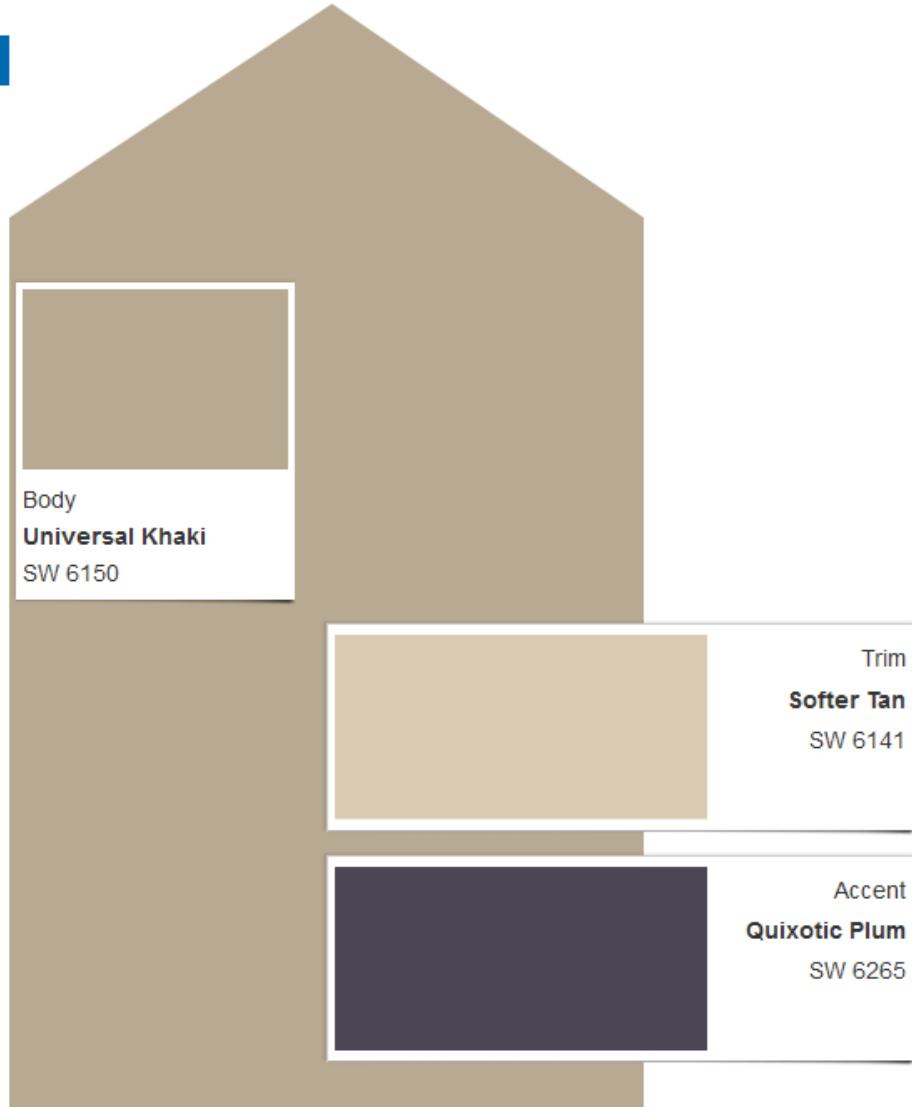 Body
Universal Khaki
SW 6150
Trim
Softer Tan
SW 6141
Accent
Quixotic Plum
SW 6265